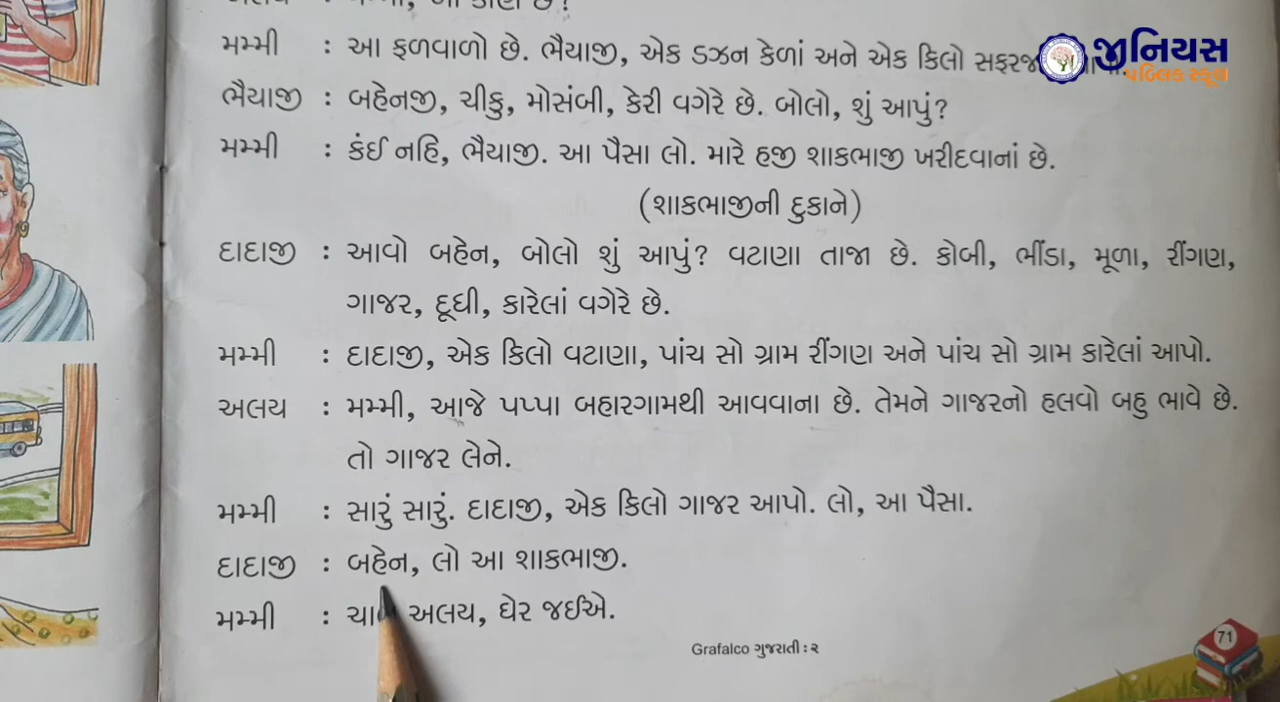 મમ્મી : આ ફળવાળો છે. ભૈયાજી, એક ડઝન કેળાં અને એક કિલો
જીનિયસ
પબ્લિક સ્કૂલ
ભૈયાજી : બહેનજી, ચીકુ, મોસંબી, કેરી વગેરે છે. બોલો, શું આપું?
મમ્મી : કંઈ નહિ, ભૈયાજી. આ પૈસા લો. મારે હજી શાકભાજી ખરીદવાનાં છે.
(શાકભાજીની દુકાને)
દાદાજી : આવો બહેન, બોલો શું આપું? વટાણા તાજા છે. કોબી, ભીંડા, મૂળા, રીંગણ,
ગાજર, દૂધી, કારેલાં વગેરે છે.
મમ્મી : દાદાજી, એક કિલો વટાણા, પાંચ સો ગ્રામ રીંગણ અને પાંચ સો ગ્રામ કારેલાં આપો.
અલય : મમ્મી, આજે પપ્પા બહારગામથી આવવાના છે. તેમને ગાજરનો હલવો બહુ ભાવે છે.
તો ગાજર લેને.
મમ્મી : સારું સારું. દાદાજી, એક કિલો ગાજર આપો. લો, આ પૈસા.
દાદાજી : બહેન, લો આ શાકભાજી.
મમ્મી : અલય, ઘેર જઈએ.
Grafalco ગુજરાતી : ૨
71